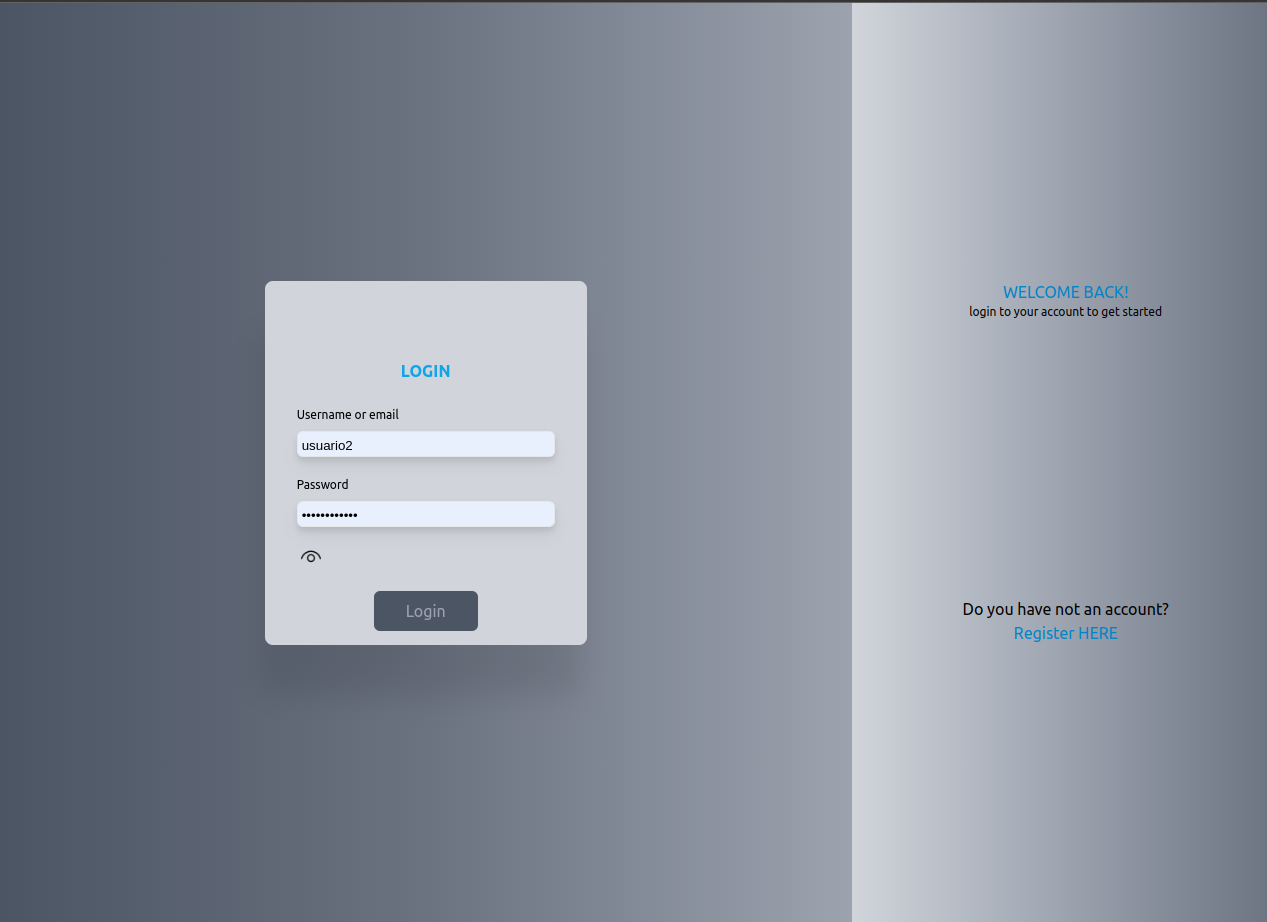 LOGIN
Username or email
usuario2
Password
••••••••••••
Login
WELCOME BACK!
login to your account to get started
Do you have not an account?
Register HERE